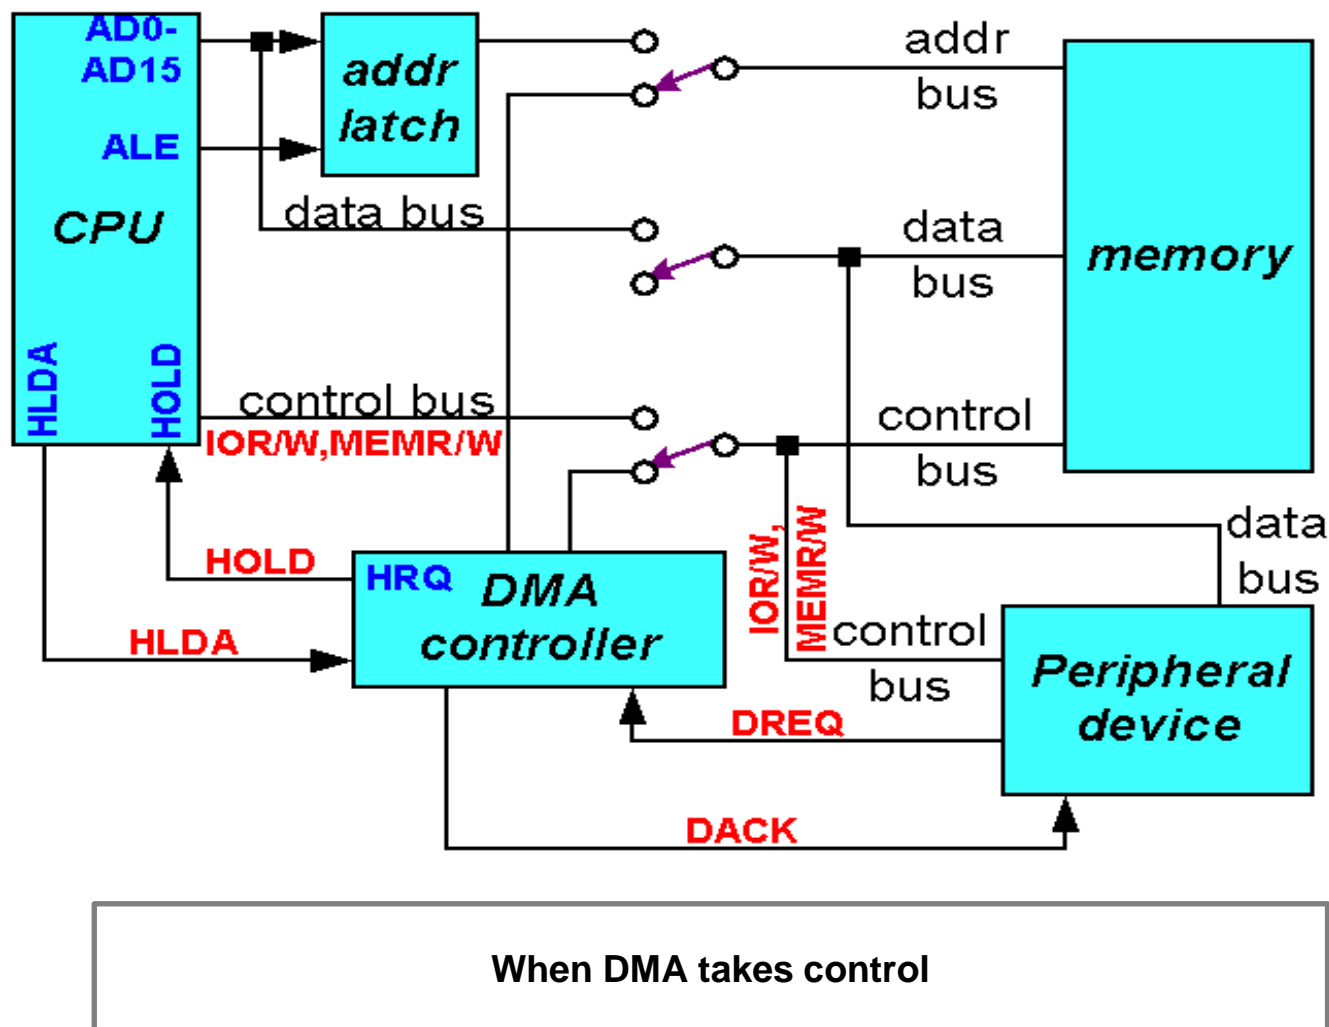 AD0-
AD15
ALE
CPU
HLDA
HOLD
addr
latch
data bus
control bus
IOR/W,MEMR/W
addr
bus
data
bus
control
bus
memory
HOLD
HLDA
HRQ
DMA
controller
IOR/W,
MEMR/W
control
bus
data
bus
Peripheral
device
DREQ
DACK
When DMA takes control